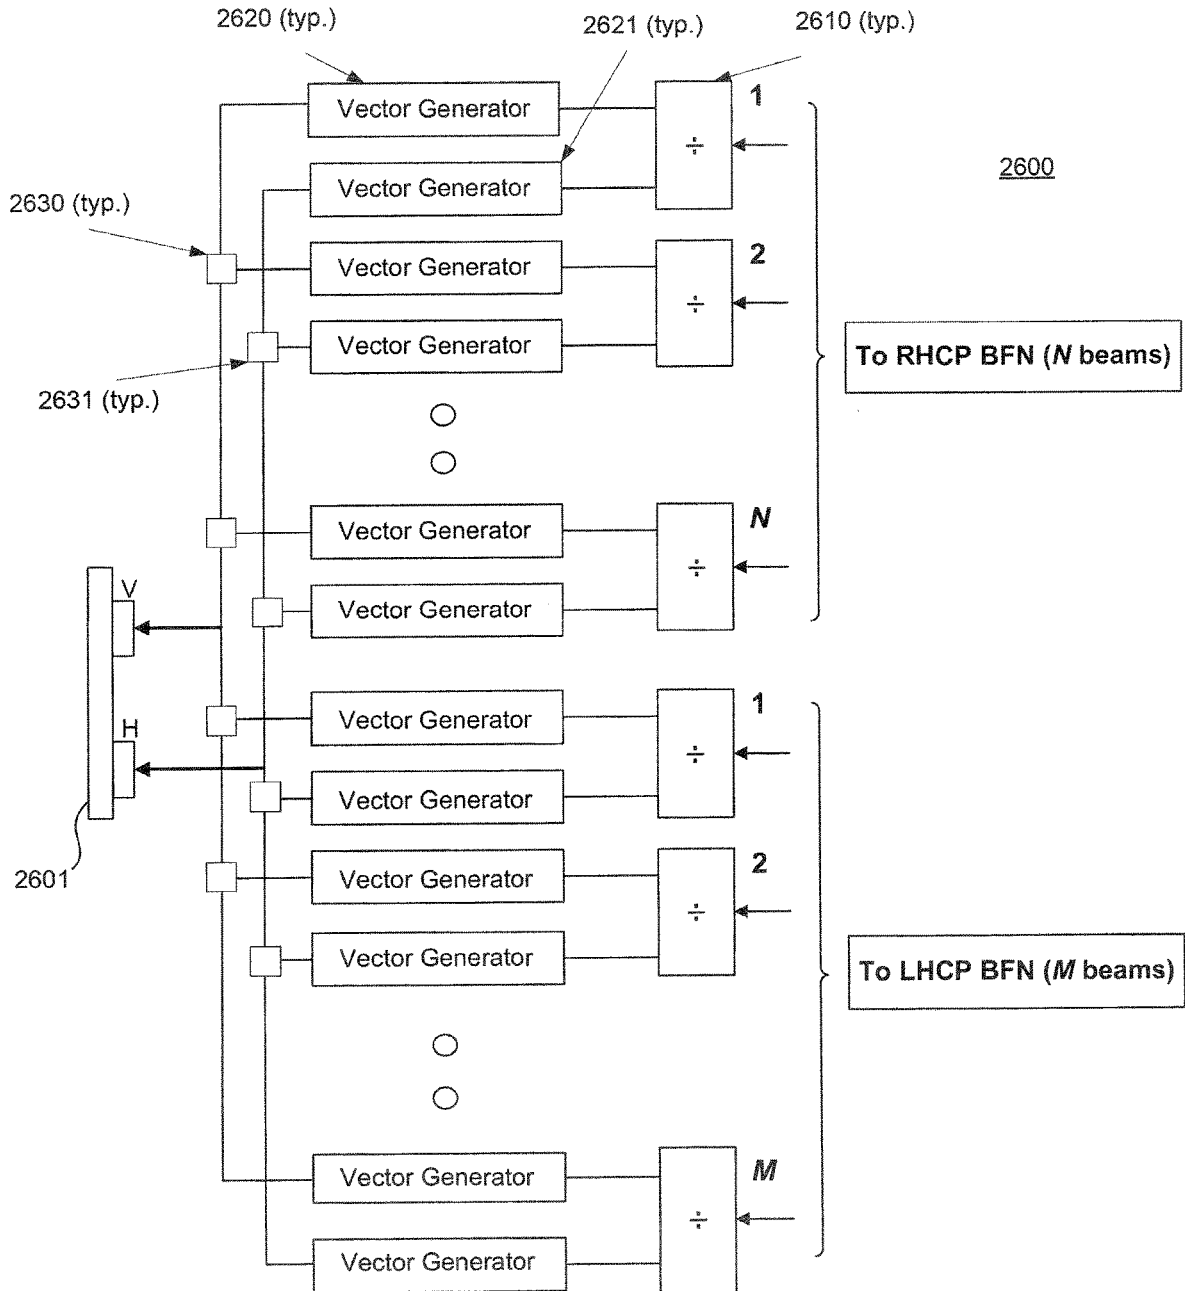 2620 (typ.)
2621 (typ.)
2610 (typ.)
Vector Generator
1
÷
Vector Generator
2600
2630 (typ.)
Vector Generator
2
÷
Vector Generator
To RHCP BFN (N beams)
2631 (typ.)
Vector Generator
N
÷
Vector Generator
V
H
Vector Generator
1
÷
Vector Generator
2601
Vector Generator
2
÷
Vector Generator
To LHCP BFN (M beams)
Vector Generator
M
÷
Vector Generator